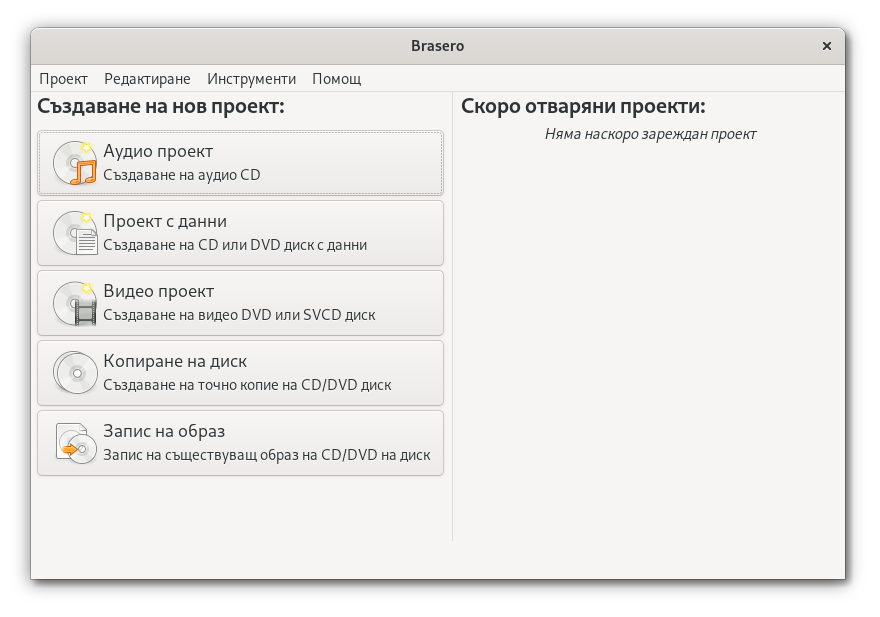 Brasero
Проект Редактиране Инструменти Помощ
Създаване на нов проект:
Аудио проект
Създаване на аудио CD
Проект с данни
Създаване на CD или DVD диск с данни
Видео проект
Създаване на видео DVD или SVCD диск
Копиране на диск
Създаване на точно копие на CD/DVD диск
Запис на образ
Запис на съществуващ образ на CD/DVD на диск
Скоро отваряни проекти:
Няма наскоро зареждан проект